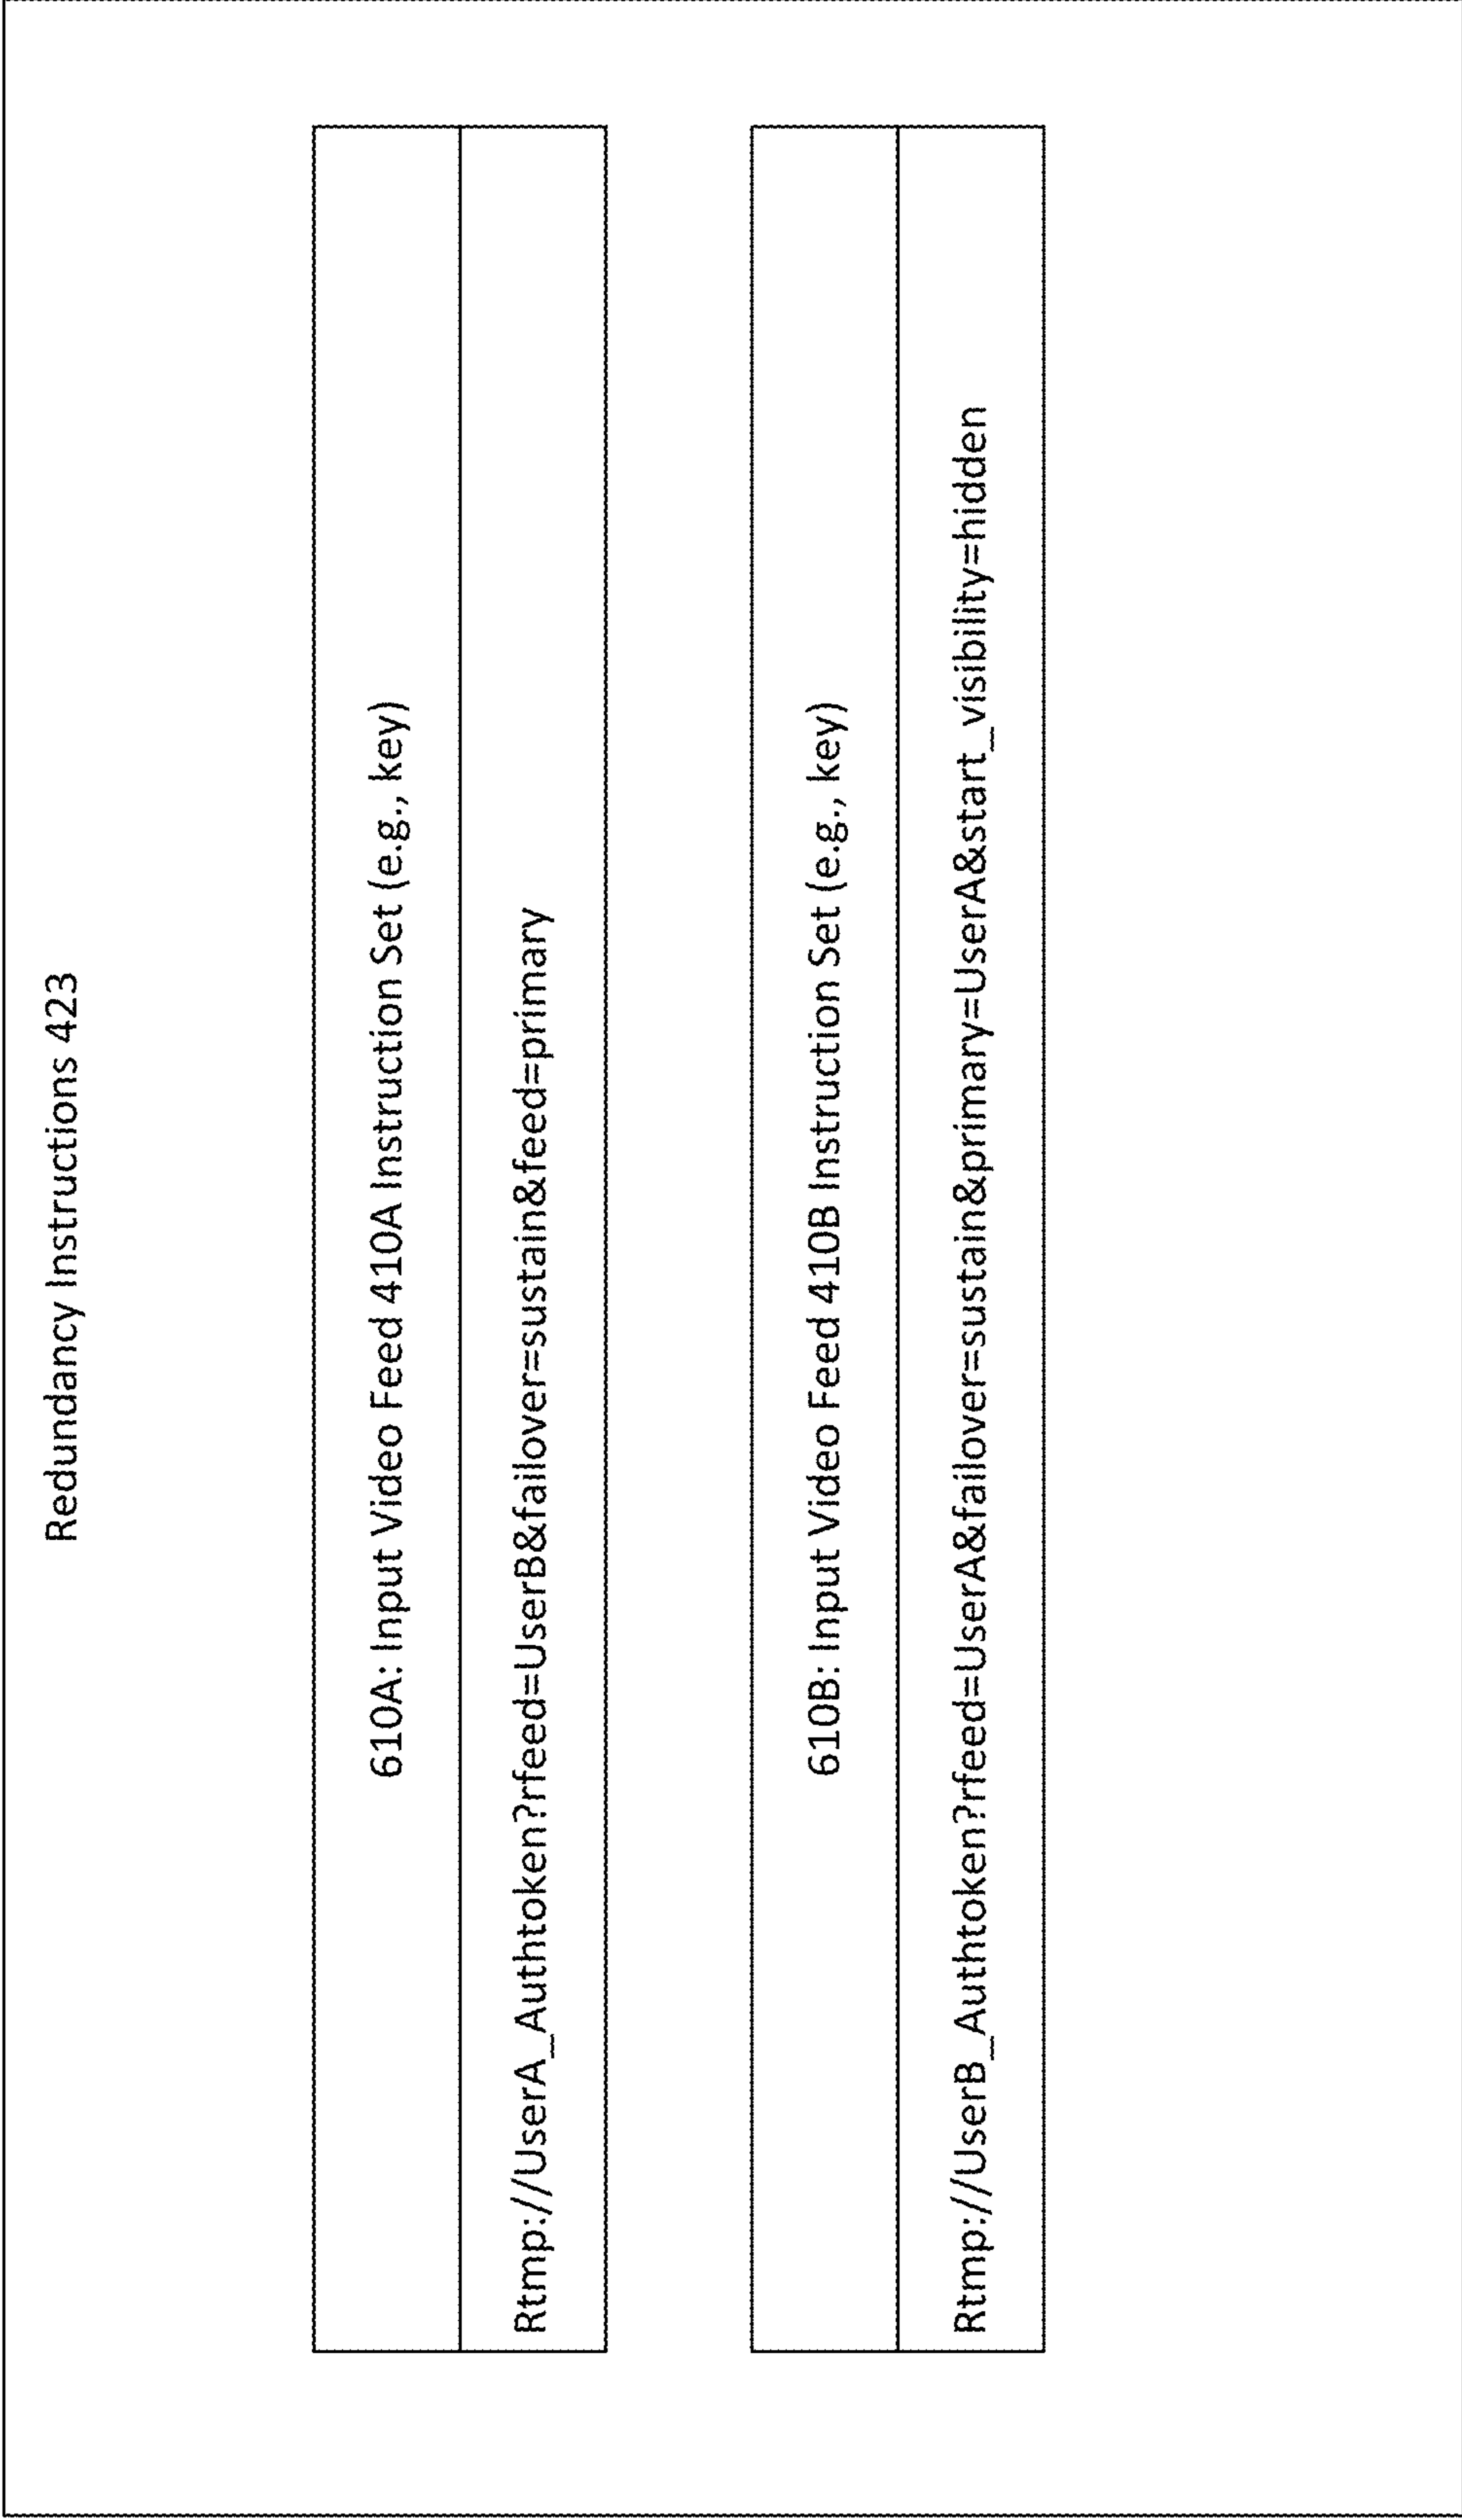 Redundancy Instructions 423
610A: Input Video Feed 410A Instruction Set (e.g., key)
Rtmp://UserA_Authtoken?rfeed=UserB&failover=sustain&feed=primary
610B: Input Video Feed 410B Instruction Set (e.g., key)
Rtmp://UserB_Authtoken?rfeed=UserA&failover=sustain&primary=UserA&start_visibility=hidden